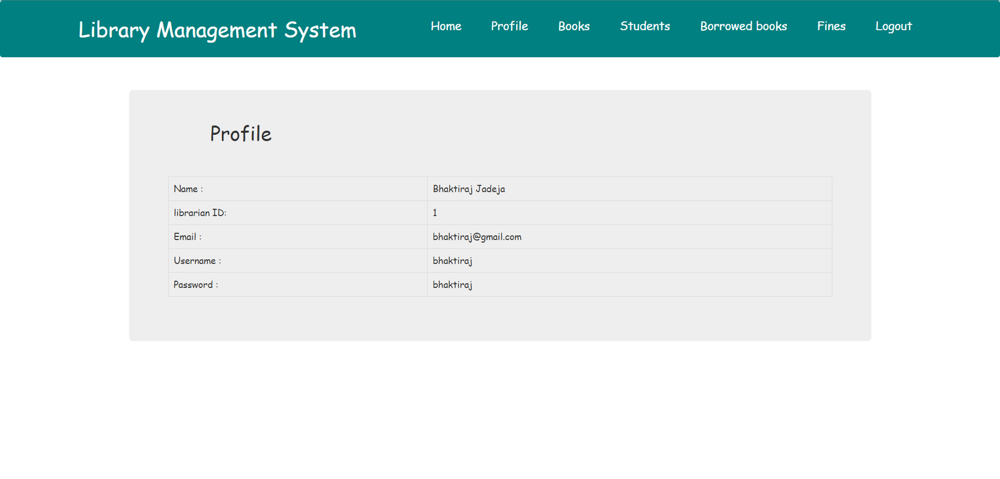 Library Management System Home Profile Books Students Borrowed books Fines Logout
Profile
Name : Bhaktiraj Jadeja
librarian ID: 1
Email : bhaktiraj@gmail.com
Username : bhaktiraj
Password : bhaktiraj